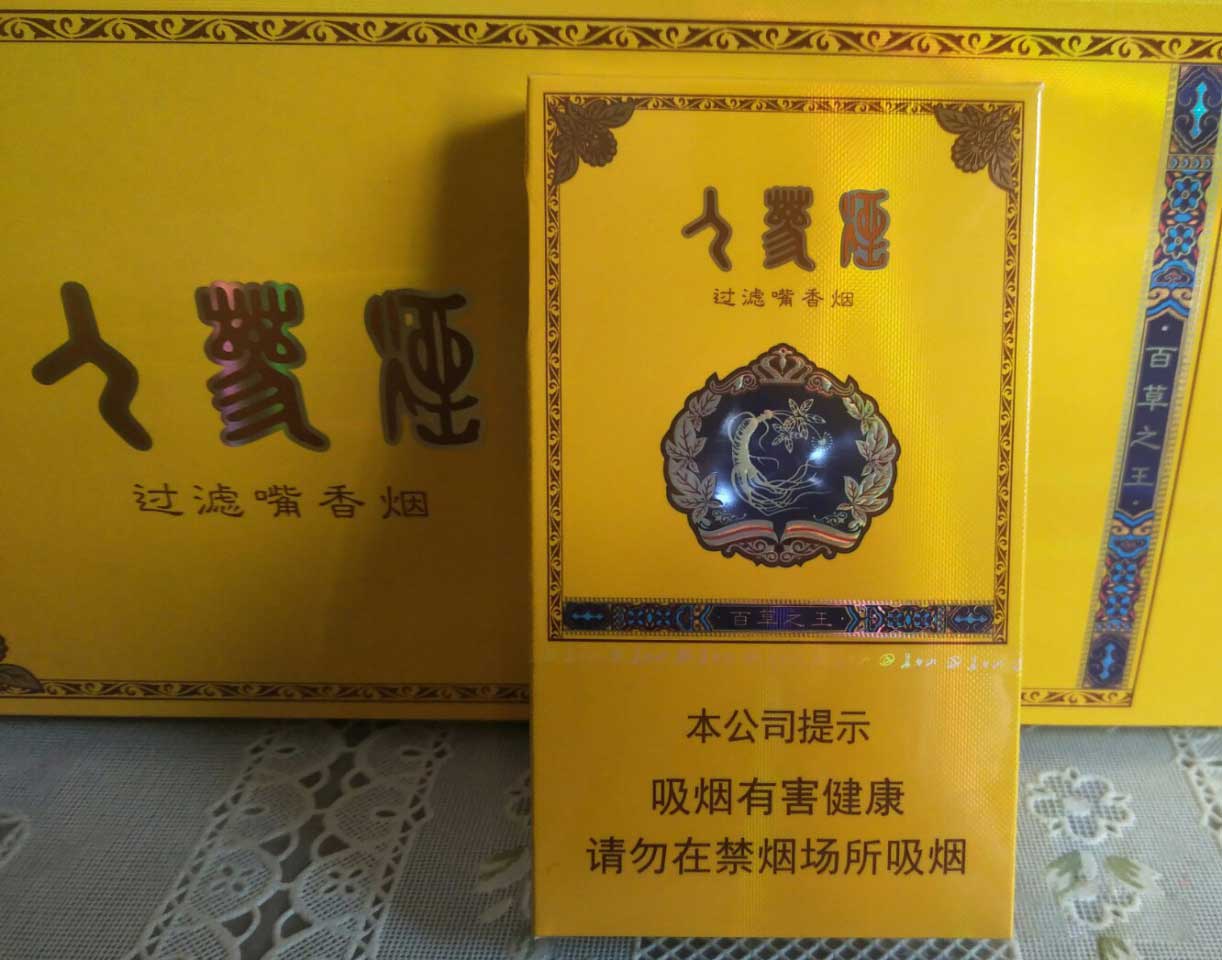 人参煙
过滤嘴香烟
百草之王
人参煙
过滤嘴香烟
百草之王
本公司提示
吸烟有害健康
请勿在禁烟场所吸烟